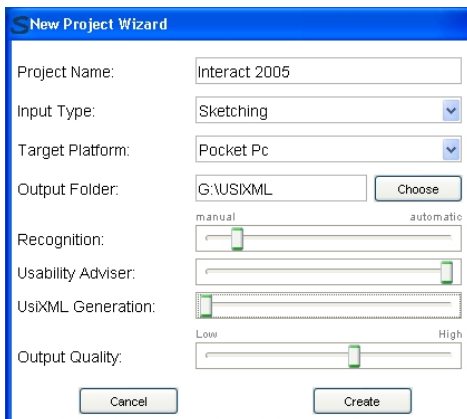 New Project Wizard
Project Name: Interact 2005
Input Type: Sketching
Target Platform: Pocket Pc
Output Folder: G:\USIXML Choose
manual automatic
Recognition:
Usability Adviser:
UsiXML Generation:
Low High
Output Quality:
Cancel Create